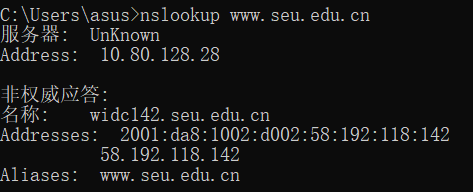 C:\Users\asus>nslookup www.seu.edu.cn
服务器:  UnKnown
Address:  10.80.128.28

非权威应答:
名称:    widc142.seu.edu.cn
Addresses:  2001:da8:1002:d002:58:192:118:142
          58.192.118.142
Aliases:  www.seu.edu.cn